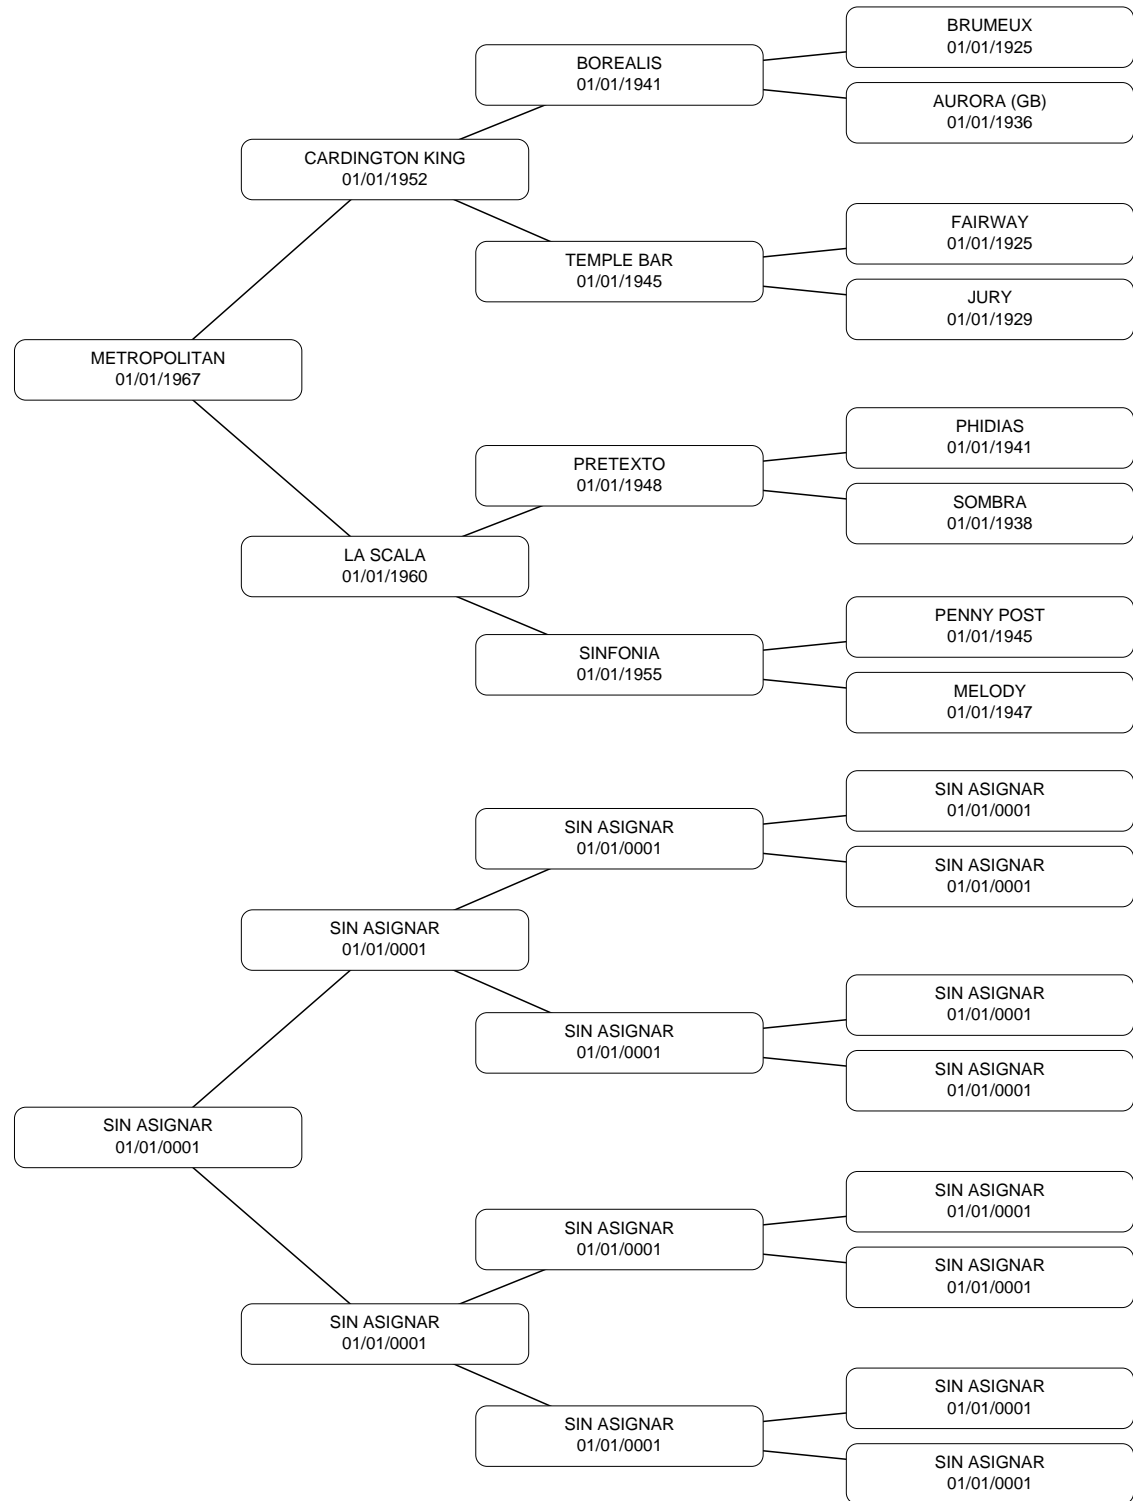 BRUMEUX
01/01/1925
BOREALIS
01/01/1941
AURORA (GB)
01/01/1936
CARDINGTON KING
01/01/1952
FAIRWAY
01/01/1925
TEMPLE BAR
01/01/1945
JURY
01/01/1929
METROPOLITAN
01/01/1967
PHIDIAS
01/01/1941
PRETEXTO
01/01/1948
SOMBRA
01/01/1938
LA SCALA
01/01/1960
PENNY POST
01/01/1945
SINFONIA
01/01/1955
MELODY
01/01/1947
SIN ASIGNAR
01/01/0001
SIN ASIGNAR
01/01/0001
SIN ASIGNAR
01/01/0001
SIN ASIGNAR
01/01/0001
SIN ASIGNAR
01/01/0001
SIN ASIGNAR
01/01/0001
SIN ASIGNAR
01/01/0001
SIN ASIGNAR
01/01/0001
SIN ASIGNAR
01/01/0001
SIN ASIGNAR
01/01/0001
SIN ASIGNAR
01/01/0001
SIN ASIGNAR
01/01/0001
SIN ASIGNAR
01/01/0001
SIN ASIGNAR
01/01/0001
SIN ASIGNAR
01/01/0001